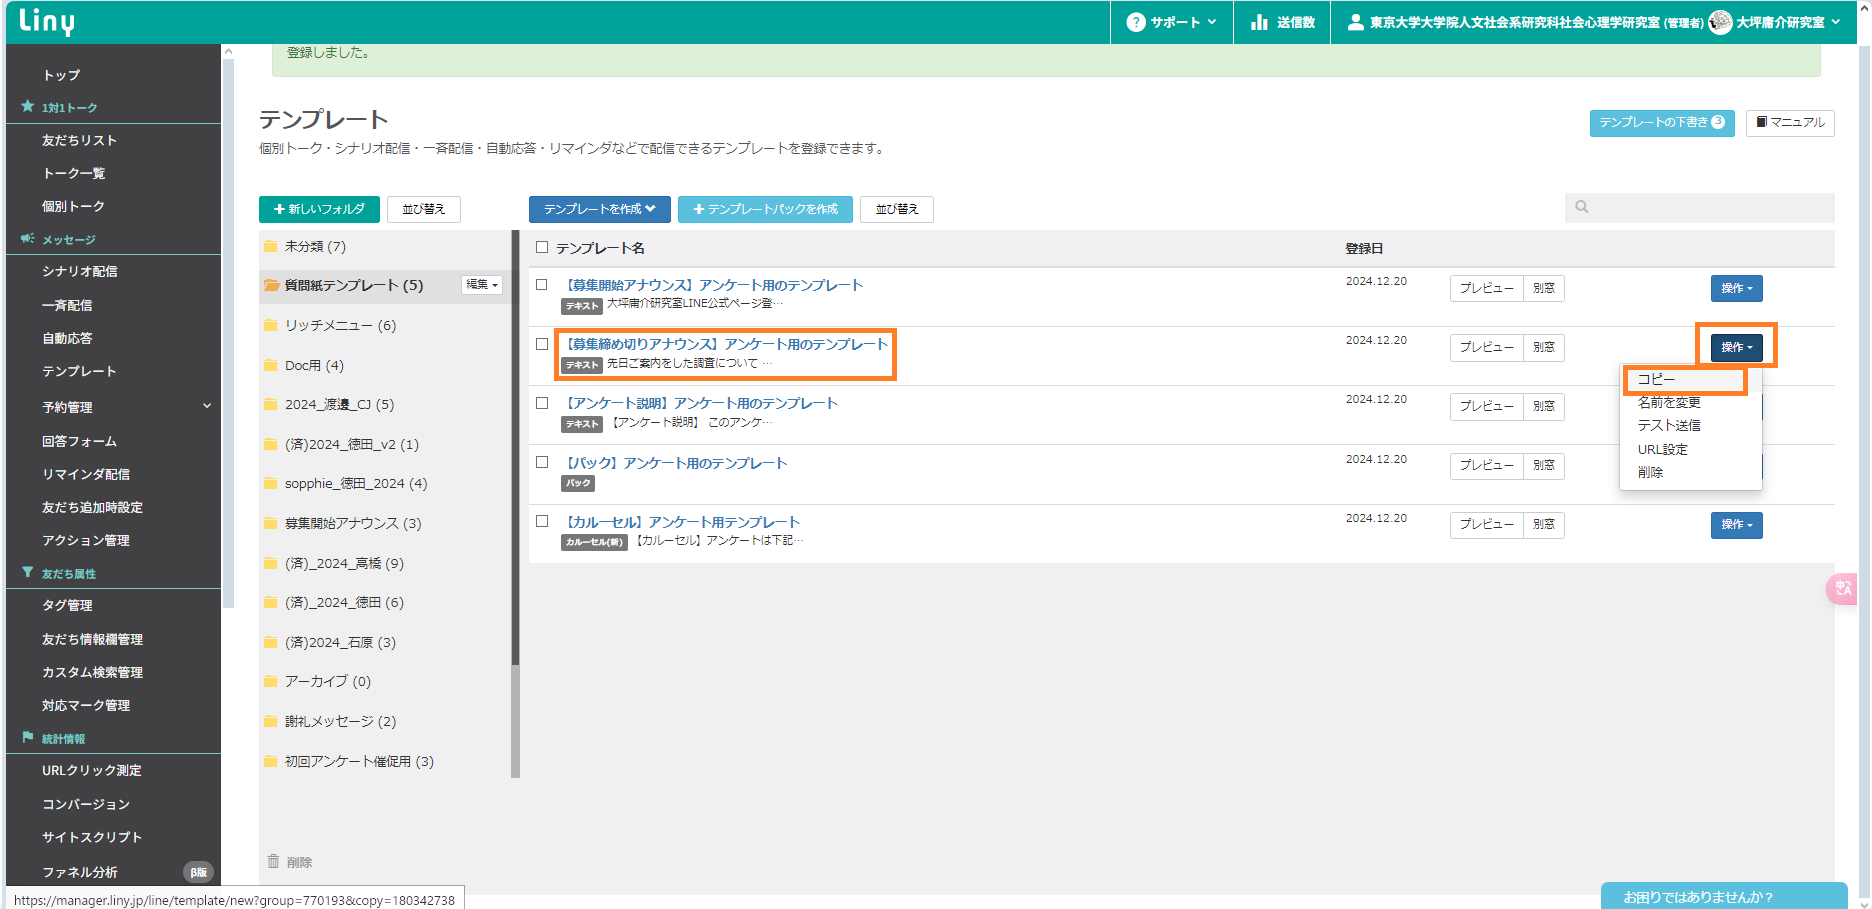 Liny
サポート
送信数
東京大学大学院人文社会系研究科社会心理学研究室 (管理者)
大坪庸介研究室
トップ
1対1トーク
友だちリスト
トーク一覧
個別トーク
メッセージ
シナリオ配信
一斉配信
自動応答
テンプレート
予約管理
回答フォーム
リマインダ配信
友だち追加時設定
アクション管理
友だち属性
タグ管理
友だち情報欄管理
カスタム検索管理
対応マーク管理
統計情報
URLクリック測定
コンバージョン
サイトスクリプト
ファネル分析 β版
登録しました。
テンプレート
個別トーク・シナリオ配信・一斉配信・自動応答・リマインダなどで配信できるテンプレートを登録できます。
テンプレートの下書き 3
マニュアル
+ 新しいフォルダ
並び替え
テンプレートを作成
+ テンプレートパックを作成
並び替え
未分類 (7)
質問紙テンプレート (5)
編集
リッチメニュー (6)
Doc用 (4)
2024_渡邊_CJ (5)
(済)2024_徳田_v2 (1)
sopphie_徳田_2024 (4)
募集開始アナウンス (3)
(済)_2024_高橋 (9)
(済)_2024_徳田 (6)
(済)2024_石原 (3)
アーカイブ (0)
謝礼メッセージ (2)
初回アンケート催促用 (3)
削除
テンプレート名
登録日
【募集開始アナウンス】アンケート用のテンプレート
テキスト 大坪庸介研究室LINE公式ページ登…
2024.12.20
プレビュー
別窓
操作
【募集締め切りアナウンス】アンケート用のテンプレート
テキスト 先日ご案内をした調査について …
2024.12.20
プレビュー
別窓
操作
コピー
名前を変更
テスト送信
URL設定
削除
【アンケート説明】アンケート用のテンプレート
テキスト 【アンケート説明】 このアンケ…
2024.12.20
プレビュー
別窓
【パック】アンケート用のテンプレート
パック
2024.12.20
プレビュー
別窓
【カルーセル】アンケート用テンプレート
カルーセル(新) 【カルーセル】アンケートは下記…
2024.12.20
プレビュー
別窓
操作
お困りではありませんか？
https://manager.liny.jp/line/template/new?group=770193&copy=180342738